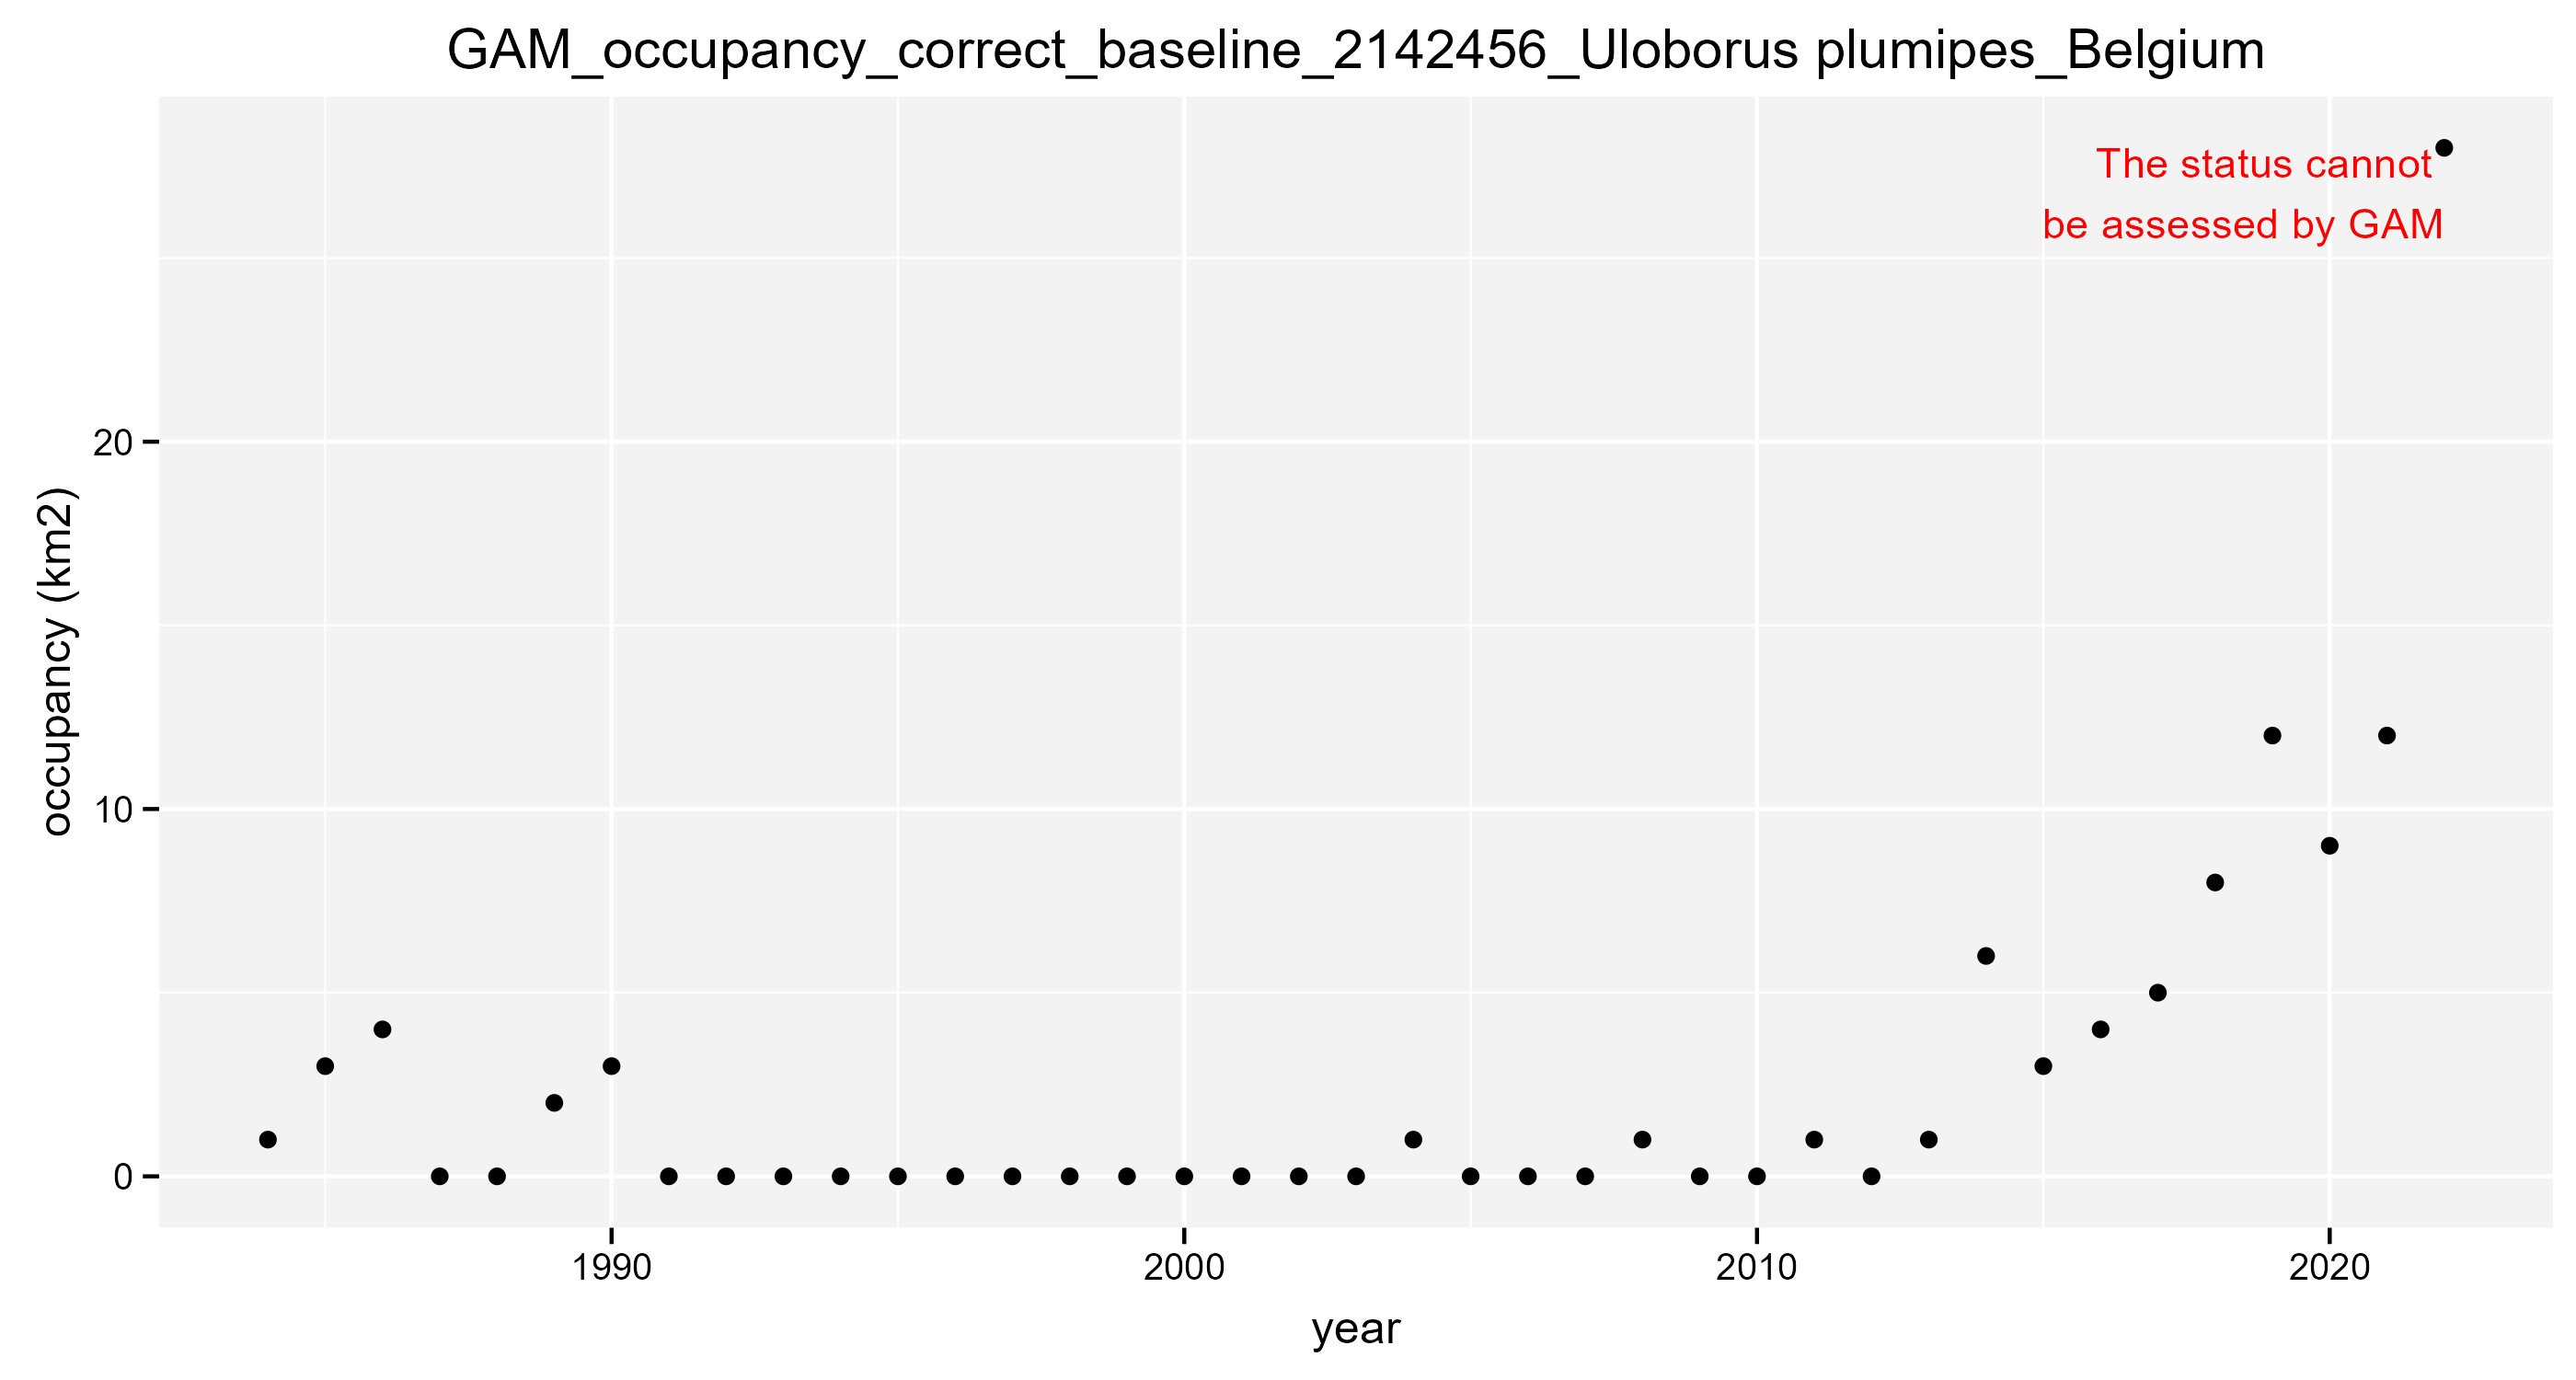 GAM_occupancy_correct_baseline_2142456_Uloborus plumipes_Belgium
The status cannot
be assessed by GAM
occupancy (km2)
20
10
0
1990 2000 2010 2020
year